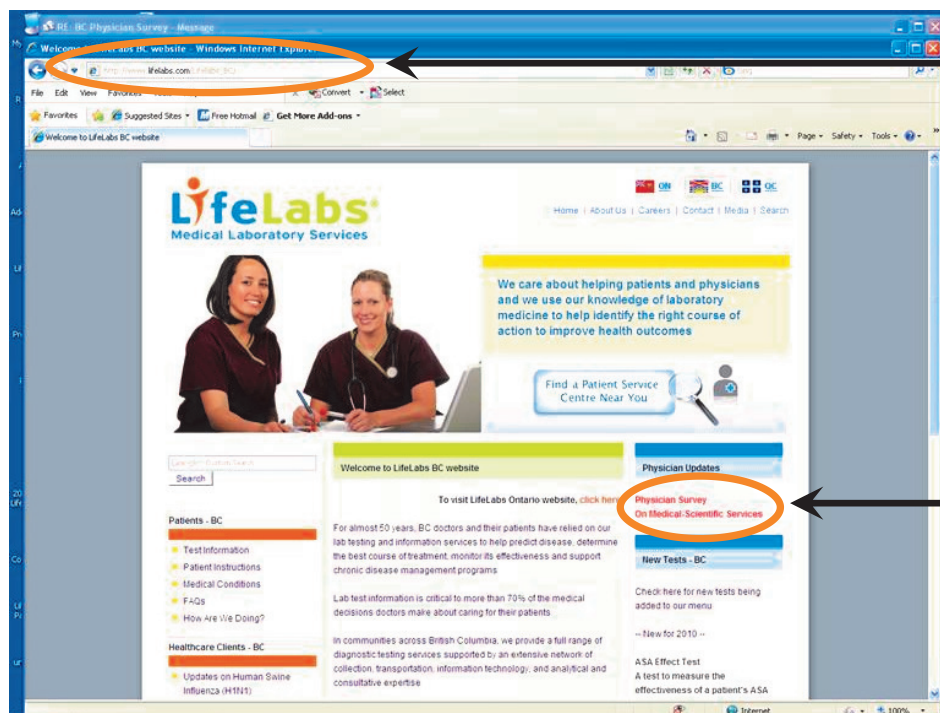 RE: BC Physician Survey - Message
Welcome to LifeLabs BC website - Windows Internet Explorer
http://www.lifelabs.com/Lifelabs_BC/
File Edit View Favorites
Convert Select
Favorites Suggested Sites Free Hotmail Get More Add-ons
Welcome to LifeLabs BC website
Page Safety Tools
ON BC QC
LifeLabs
Medical Laboratory Services
Home | About Us | Careers | Contact | Media | Search
We care about helping patients and physicians
and we use our knowledge of laboratory
medicine to help identify the right course of
action to improve health outcomes
Find a Patient Service
Centre Near You
Search
Patients - BC
Test Information
Patient Instructions
Medical Conditions
FAQs
How Are We Doing?
Healthcare Clients - BC
Updates on Human Swine
Influenza (H1N1)
Welcome to LifeLabs BC website
To visit LifeLabs Ontario website, click here
For almost 50 years, BC doctors and their patients have relied on our
lab testing and information services to help predict disease, determine
the best course of treatment, monitor its effectiveness and support
chronic disease management programs
Lab test information is critical to more than 70% of the medical
decisions doctors make about caring for their patients
In communities across British Columbia, we provide a full range of
diagnostic testing services supported by an extensive network of
collection, transportation, information technology, and analytical and
consultative expertise
Physician Updates
Physician Survey
On Medical-Scientific Services
New Tests - BC
Check here for new tests being
added to our menu
-- New for 2010 --
ASA Effect Test
A test to measure the
effectiveness of a patient's ASA
Internet
100%